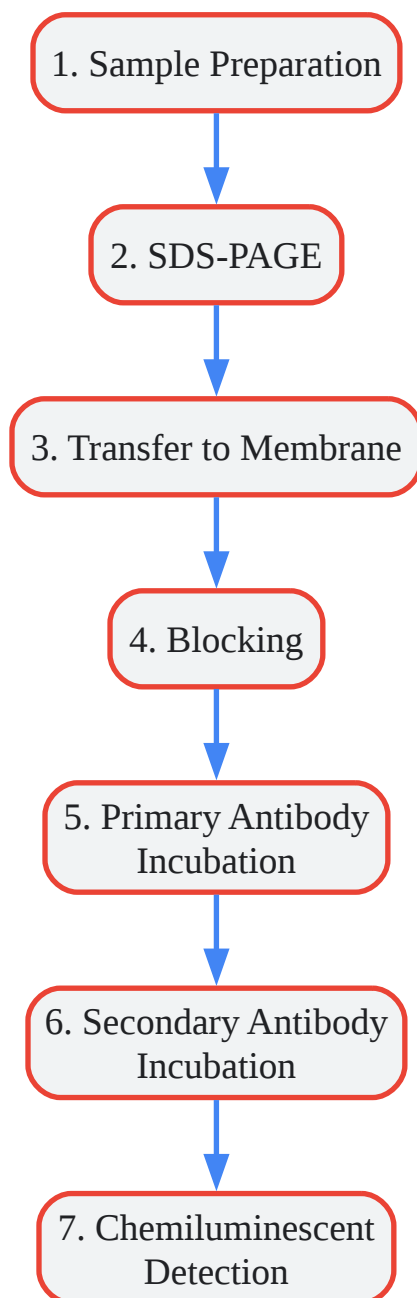 1. Sample Preparation
2. SDS-PAGE
3. Transfer to Membrane
4. Blocking
5. Primary Antibody
Incubation
6. Secondary Antibody
Incubation
7. Chemiluminescent
Detection